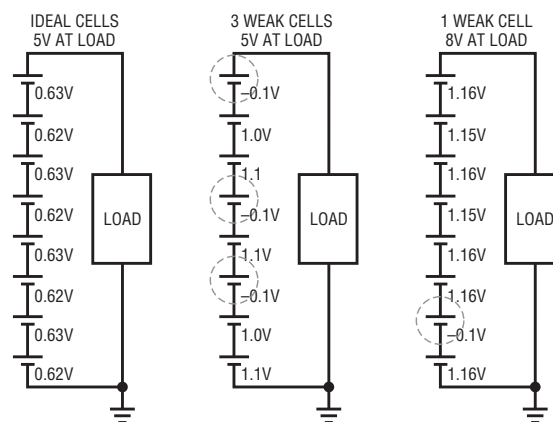 IDEAL CELLS
5V AT LOAD
0.63V
0.62V
0.63V
0.62V
0.63V
0.62V
0.63V
0.62V
LOAD
3 WEAK CELLS
5V AT LOAD
–0.1V
1.0V
1.1
–0.1V
1.1V
–0.1V
1.0V
1.1V
LOAD
1 WEAK CELL
8V AT LOAD
1.16V
1.15V
1.16V
1.15V
1.16V
1.16V
–0.1V
1.16V
LOAD